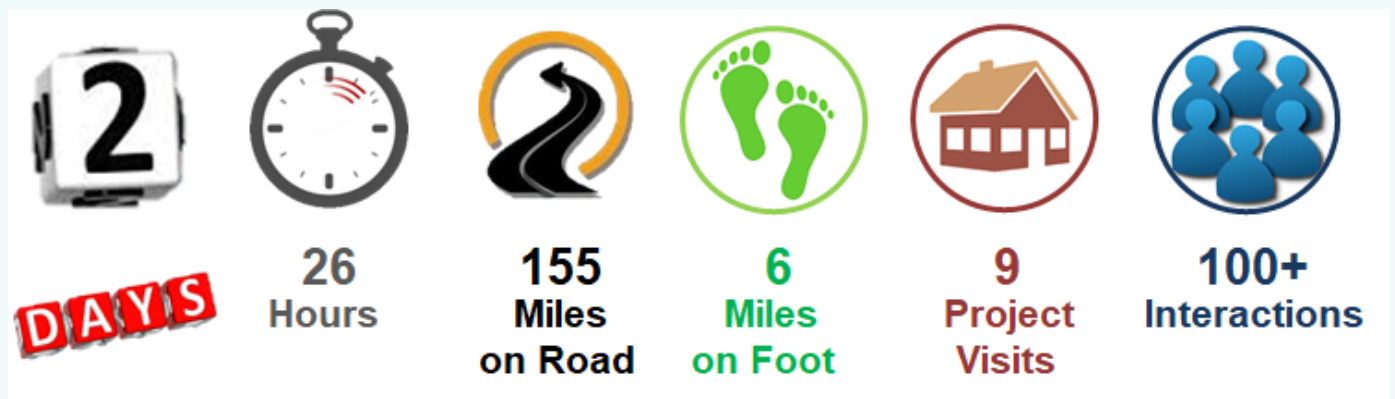 2
DAYS
26
Hours
155
Miles
on Road
6
Miles
on Foot
9
Project
Visits
100+
Interactions